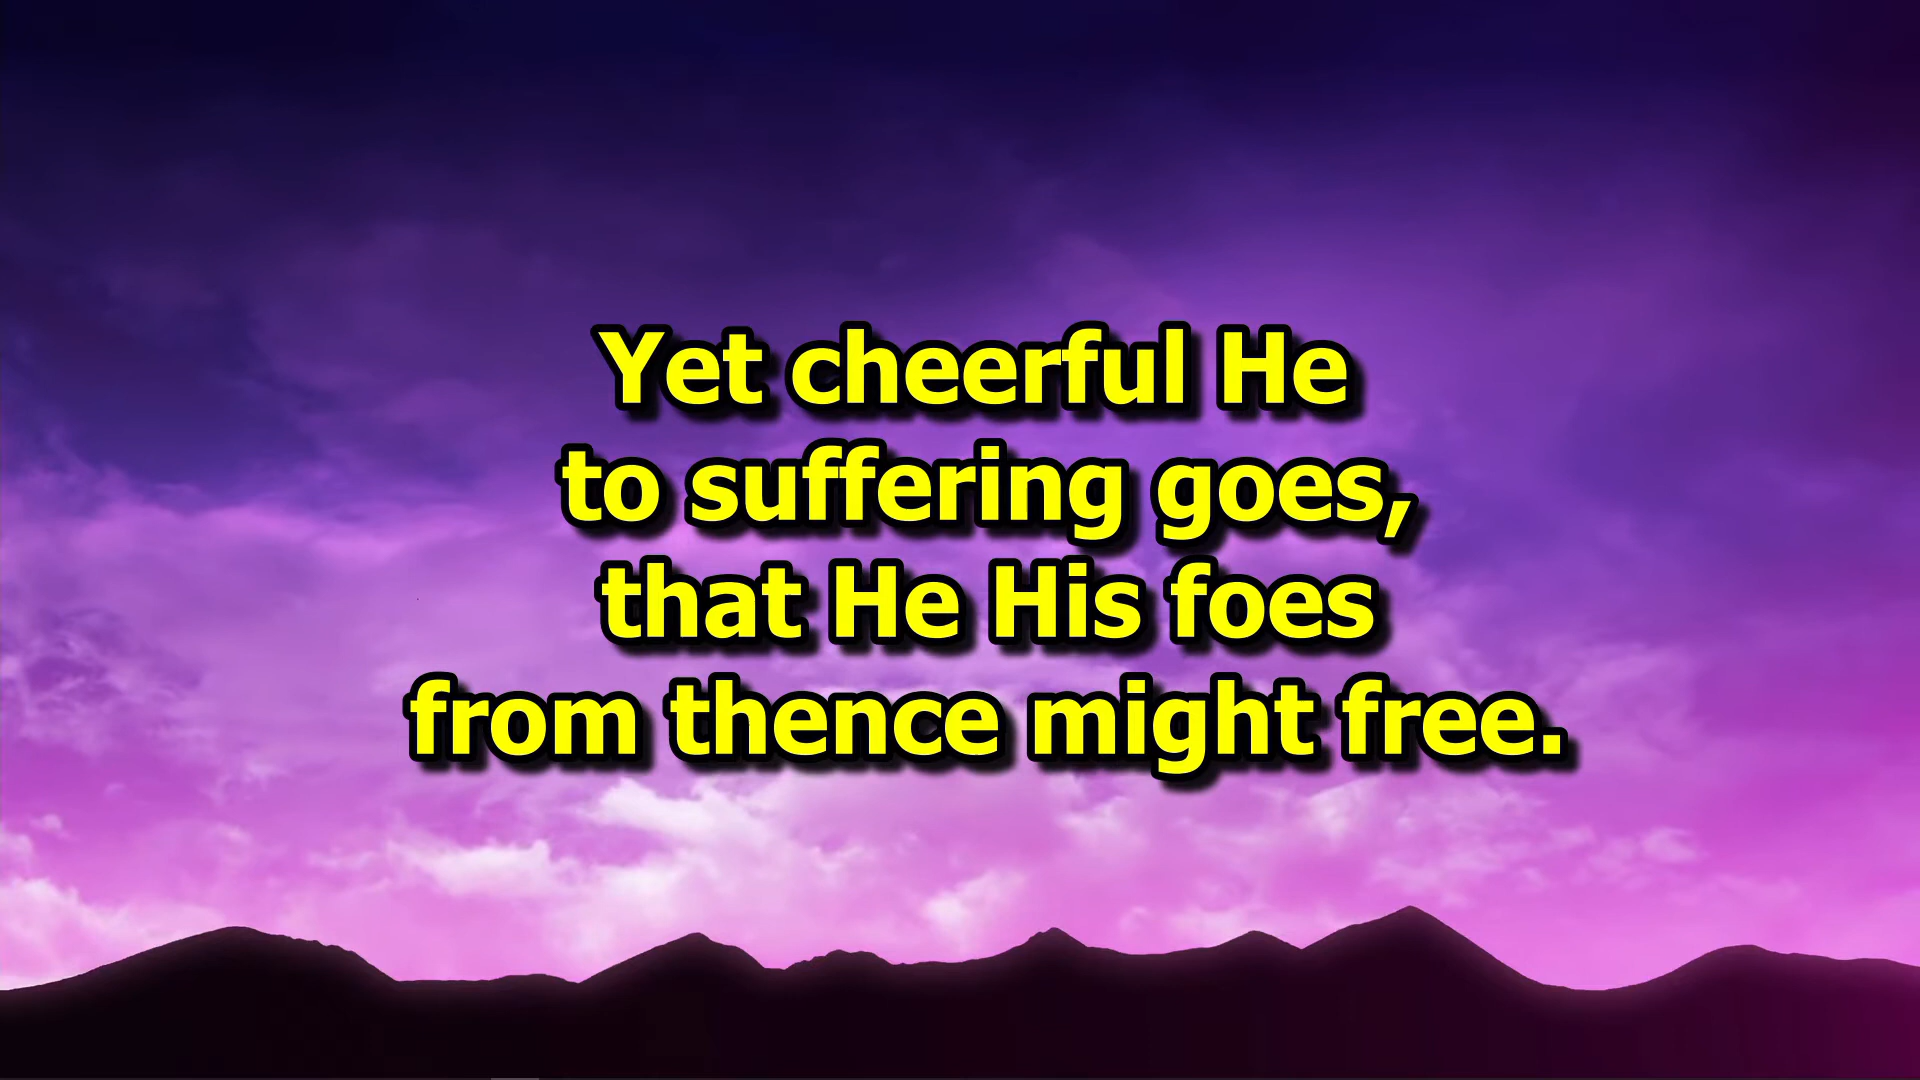 Yet cheerful He
to suffering goes,
that He His foes
from thence might free.